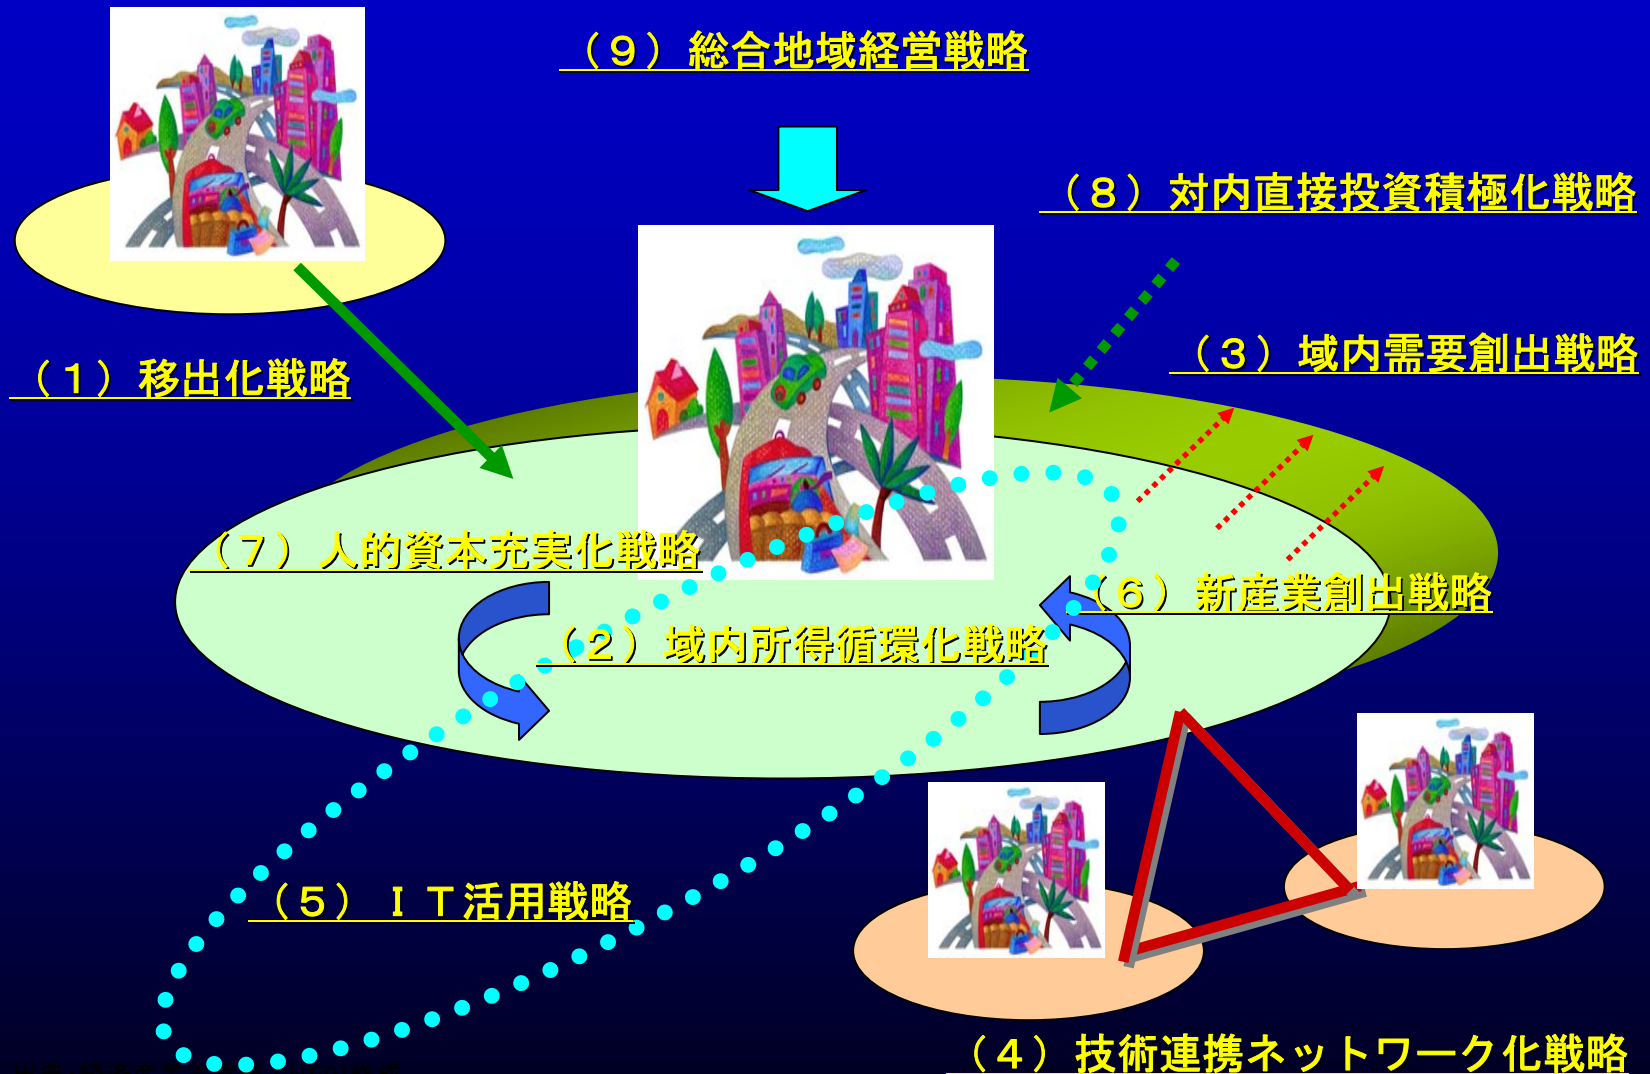 （９）総合地域経営戦略
（８）対内直接投資積極化戦略
（３）域内需要創出戦略
（１）移出化戦略
（７）人的資本充実化戦略
（６）新産業創出戦略
（２）域内所得循環化戦略
（５）ＩＴ活用戦略
（４）技術連携ネットワーク化戦略